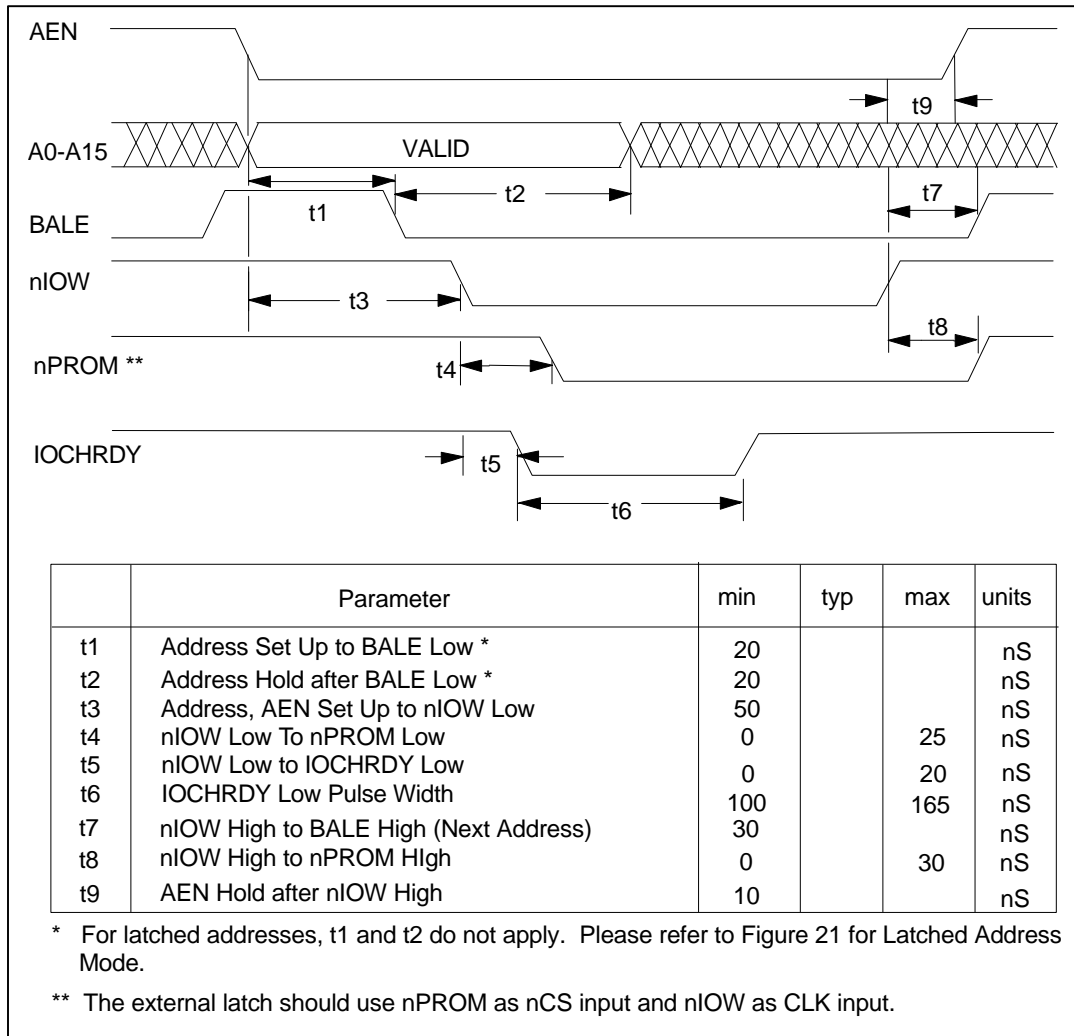 AEN
t9
A0-A15
VALID
t1
t2
t7
BALE
nIOW
t3
t8
nPROM **
t4
IOCHRDY
t5
t6
Parameter min typ max units
t1 Address Set Up to BALE Low * 20 nS
t2 Address Hold after BALE Low * 20 nS
t3 Address, AEN Set Up to nIOW Low 50 nS
t4 nIOW Low To nPROM Low 0 25 nS
t5 nIOW Low to IOCHRDY Low 0 20 nS
t6 IOCHRDY Low Pulse Width 100 165 nS
t7 nIOW High to BALE High (Next Address) 30 nS
t8 nIOW High to nPROM HIgh 0 30 nS
t9 AEN Hold after nIOW High 10 nS
* For latched addresses, t1 and t2 do not apply. Please refer to Figure 21 for Latched Address
Mode.
** The external latch should use nPROM as nCS input and nIOW as CLK input.